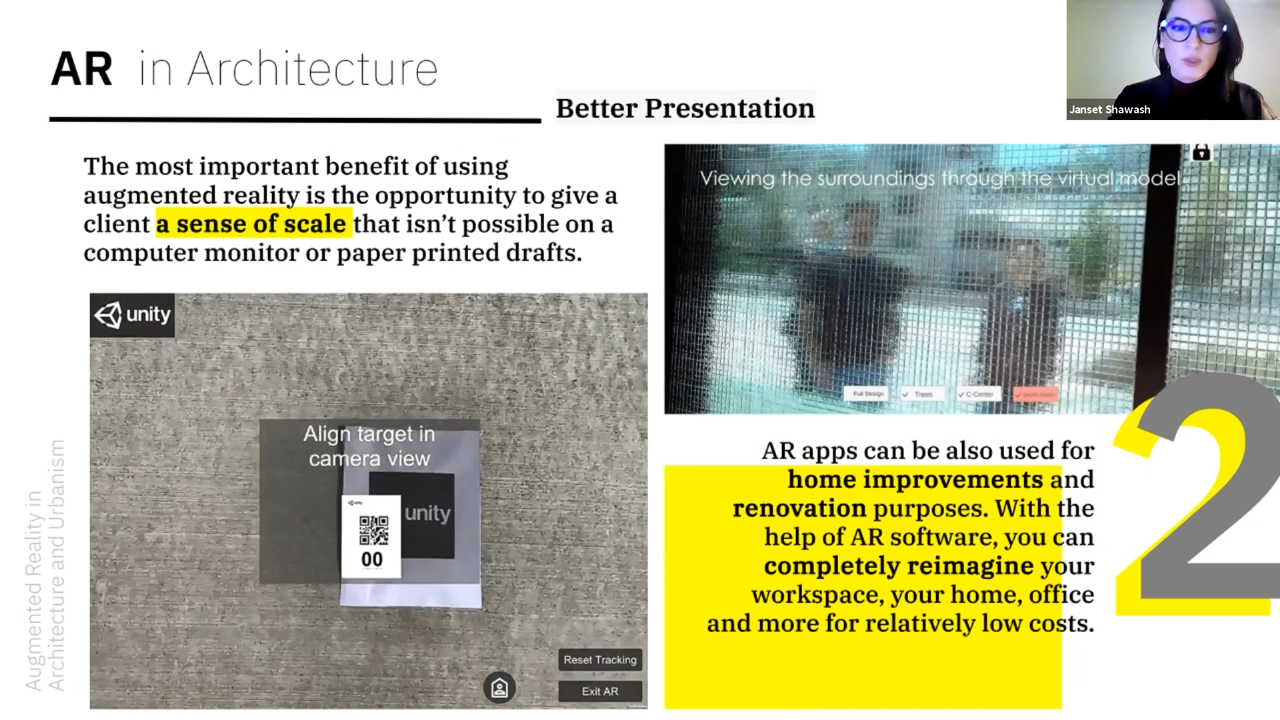 AR in Architecture
Better Presentation
Janset Shawash
The most important benefit of using
augmented reality is the opportunity to give a
client a sense of scale that isn’t possible on a
computer monitor or paper printed drafts.
unity
Align target in
camera view
unity
unity
00
Reset Tracking
Exit AR
Viewing the surroundings through the virtual model
Full Design
Trees
C-Center
AR apps can be also used for
home improvements and
renovation purposes. With the
help of AR software, you can
completely reimagine your
workspace, your home, office
and more for relatively low costs.
2
Augmented Reality in
Architecture and Urbanism